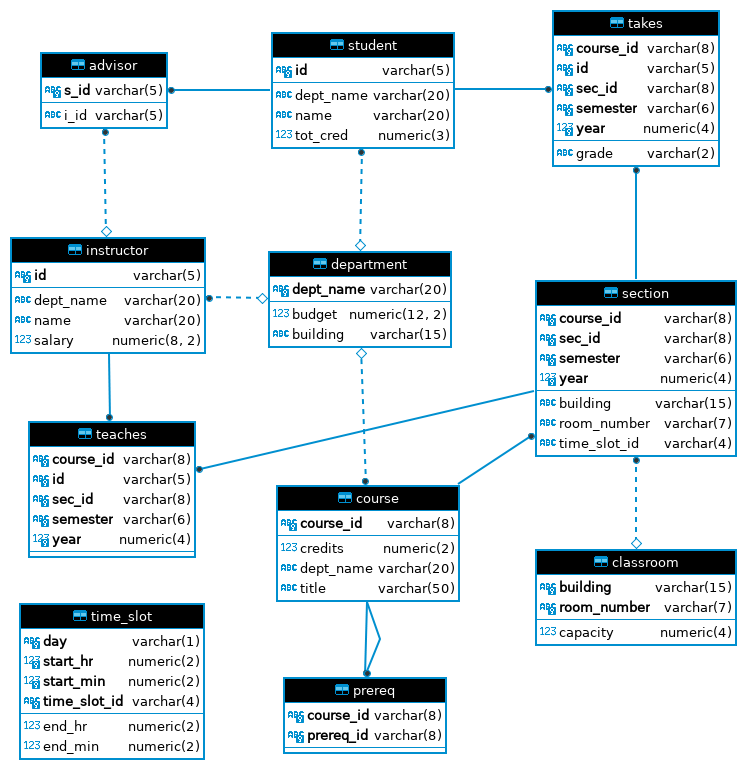 advisor
s_id varchar(5)
i_id varchar(5)
student
id varchar(5)
dept_name varchar(20)
name varchar(20)
tot_cred numeric(3)
takes
course_id varchar(8)
id varchar(5)
sec_id varchar(8)
semester varchar(6)
year numeric(4)
grade varchar(2)
instructor
id varchar(5)
dept_name varchar(20)
name varchar(20)
salary numeric(8, 2)
department
dept_name varchar(20)
budget numeric(12, 2)
building varchar(15)
section
course_id varchar(8)
sec_id varchar(8)
semester varchar(6)
year numeric(4)
building varchar(15)
room_number varchar(7)
time_slot_id varchar(4)
teaches
course_id varchar(8)
id varchar(5)
sec_id varchar(8)
semester varchar(6)
year numeric(4)
course
course_id varchar(8)
credits numeric(2)
dept_name varchar(20)
title varchar(50)
classroom
building varchar(15)
room_number varchar(7)
capacity numeric(4)
time_slot
day varchar(1)
start_hr numeric(2)
start_min numeric(2)
time_slot_id varchar(4)
end_hr numeric(2)
end_min numeric(2)
prereq
course_id varchar(8)
prereq_id varchar(8)